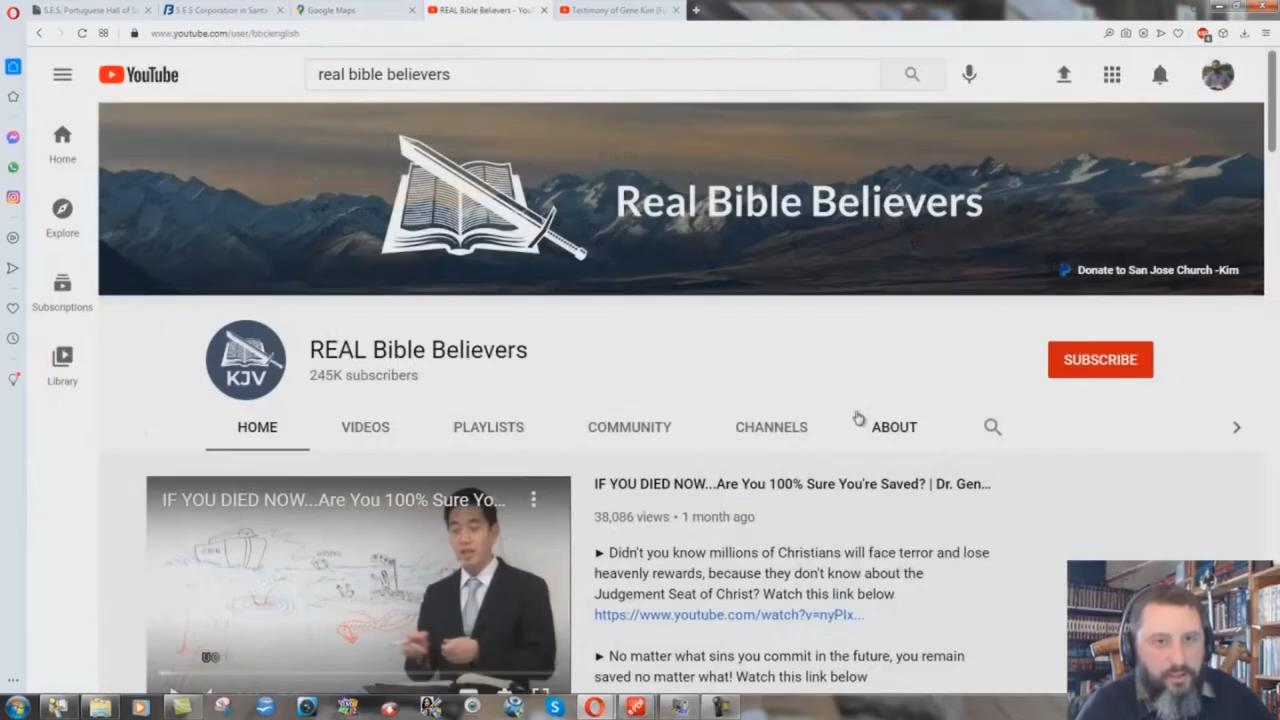 S.E.S. Portuguese Hall of Sa
S E S Corporation in Santa
Google Maps
REAL Bible Believers - You
Testimony of Gene Kim (Fu
www.youtube.com/user/bbcienglish
YouTube
real bible believers
Home
Explore
Subscriptions
Library
Real Bible Believers
Donate to San Jose Church -Kim
KJV
REAL Bible Believers
245K subscribers
SUBSCRIBE
HOME VIDEOS PLAYLISTS COMMUNITY CHANNELS ABOUT
IF YOU DIED NOW...Are You 100% Sure Yo...
IF YOU DIED NOW...Are You 100% Sure You're Saved? | Dr. Gen...
38,086 views • 1 month ago
► Didn't you know millions of Christians will face terror and lose
heavenly rewards, because they don't know about the
Judgement Seat of Christ? Watch this link below
https://www.youtube.com/watch?v=nyPIx...
► No matter what sins you commit in the future, you remain
saved no matter what! Watch this link below